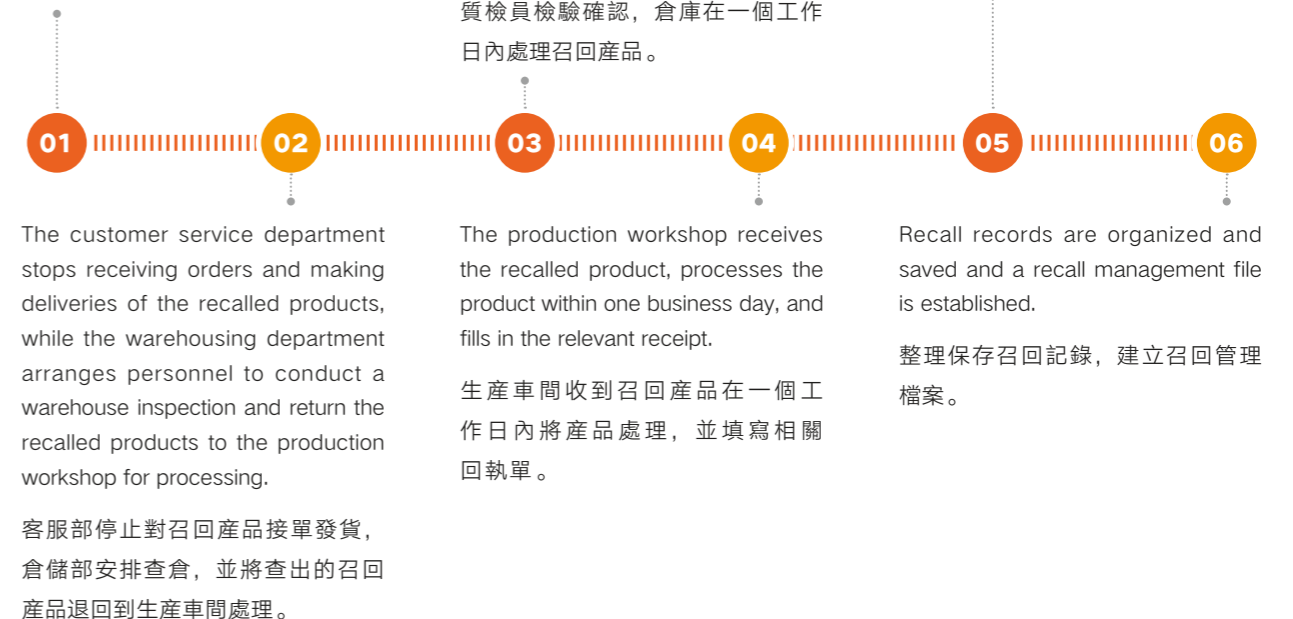 質檢員檢驗確認，倉庫在一個工作
日內處理召回産品。
01
02
03
04
05
06
The customer service department
stops receiving orders and making
deliveries of the recalled products,
while the warehousing department
arranges personnel to conduct a
warehouse inspection and return the
recalled products to the production
workshop for processing.
客服部停止對召回産品接單發貨，
倉儲部安排查倉，並將查出的召回
産品退回到生産車間處理。
The production workshop receives
the recalled product, processes the
product within one business day, and
fills in the relevant receipt.
生産車間收到召回産品在一個工
作日內將産品處理，並填寫相關
回執單。
Recall records are organized and
saved and a recall management file
is established.
整理保存召回記錄，建立召回管理
檔案。